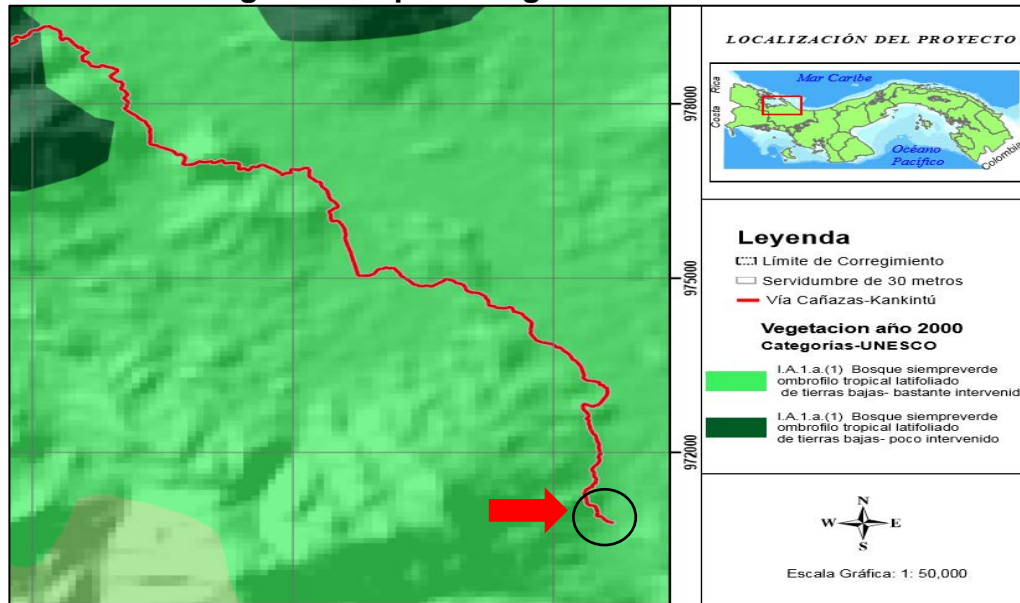 LOCALIZACIÓN DEL PROYECTO
Mar Caribe
Costa Rica
Océano
Pacífico
Colombia
978000
975000
972000
Leyenda
Límite de Corregimiento
Servidumbre de 30 metros
Vía Cañazas-Kankintú
Vegetacion año 2000
Categorías-UNESCO
I.A.1.a.(1) Bosque siempreverde
ombrofilo tropical latifoliado
de tierras bajas- bastante intervenid
I.A.1.a.(1) Bosque siempreverde
ombrofilo tropical latifoliado
de tierras bajas- poco intervenido
N
W E
S
Escala Gráfica: 1: 50,000